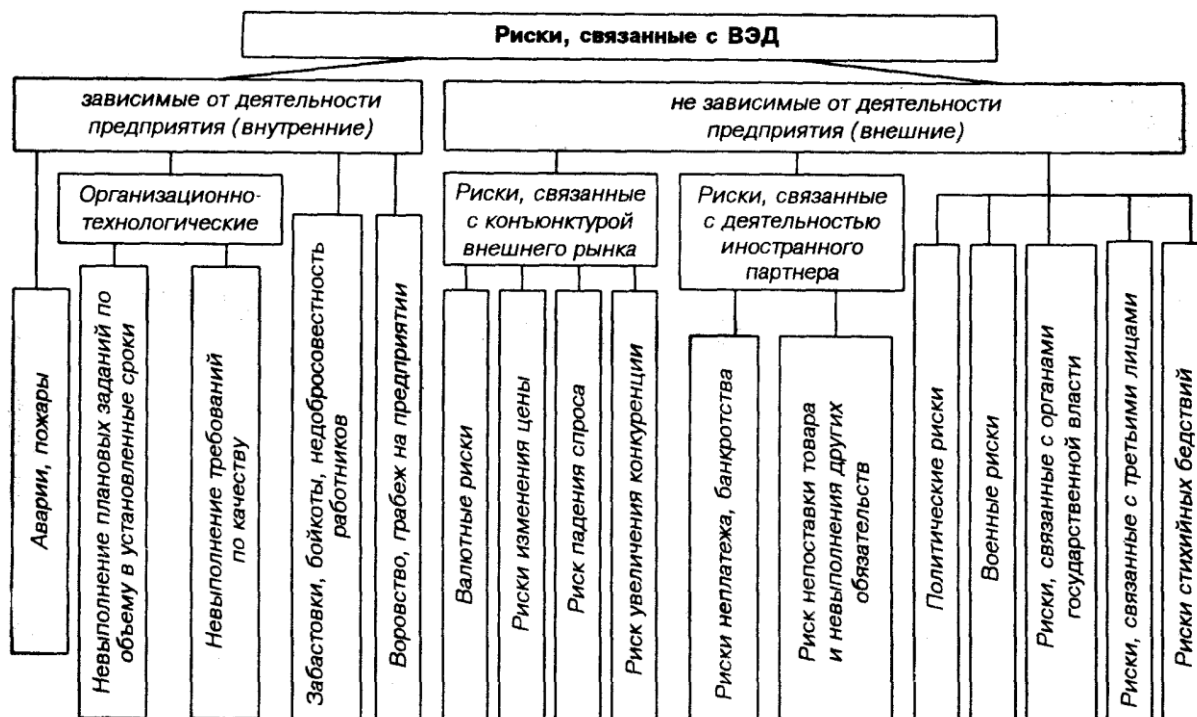 Риски, связанные с ВЭД
зависимые от деятельности
предприятия (внутренние)
не зависимые от деятельности
предприятия (внешние)
Организационно-
технологические
Риски, связанные
с конъюнктурой
внешнего рынка
Риски, связанные
с деятельностью
иностранного
партнера
Аварии, пожары
Невыполнение плановых заданий по
объему в установленные сроки
Невыполнение требований
по качеству
Забастовки, бойкоты, недобросовестность
работников
Воровство, грабеж на предприятии
Валютные риски
Риски изменения цены
Риск падения спроса
Риск увеличения конкуренции
Риски неплатежа, банкротства
Риск непоставки товара
и невыполнения других
обязательств
Политические риски
Военные риски
Риски, связанные с органами
государственной власти
Риски, связанные с третьими лицами
Риски стихийных бедствий